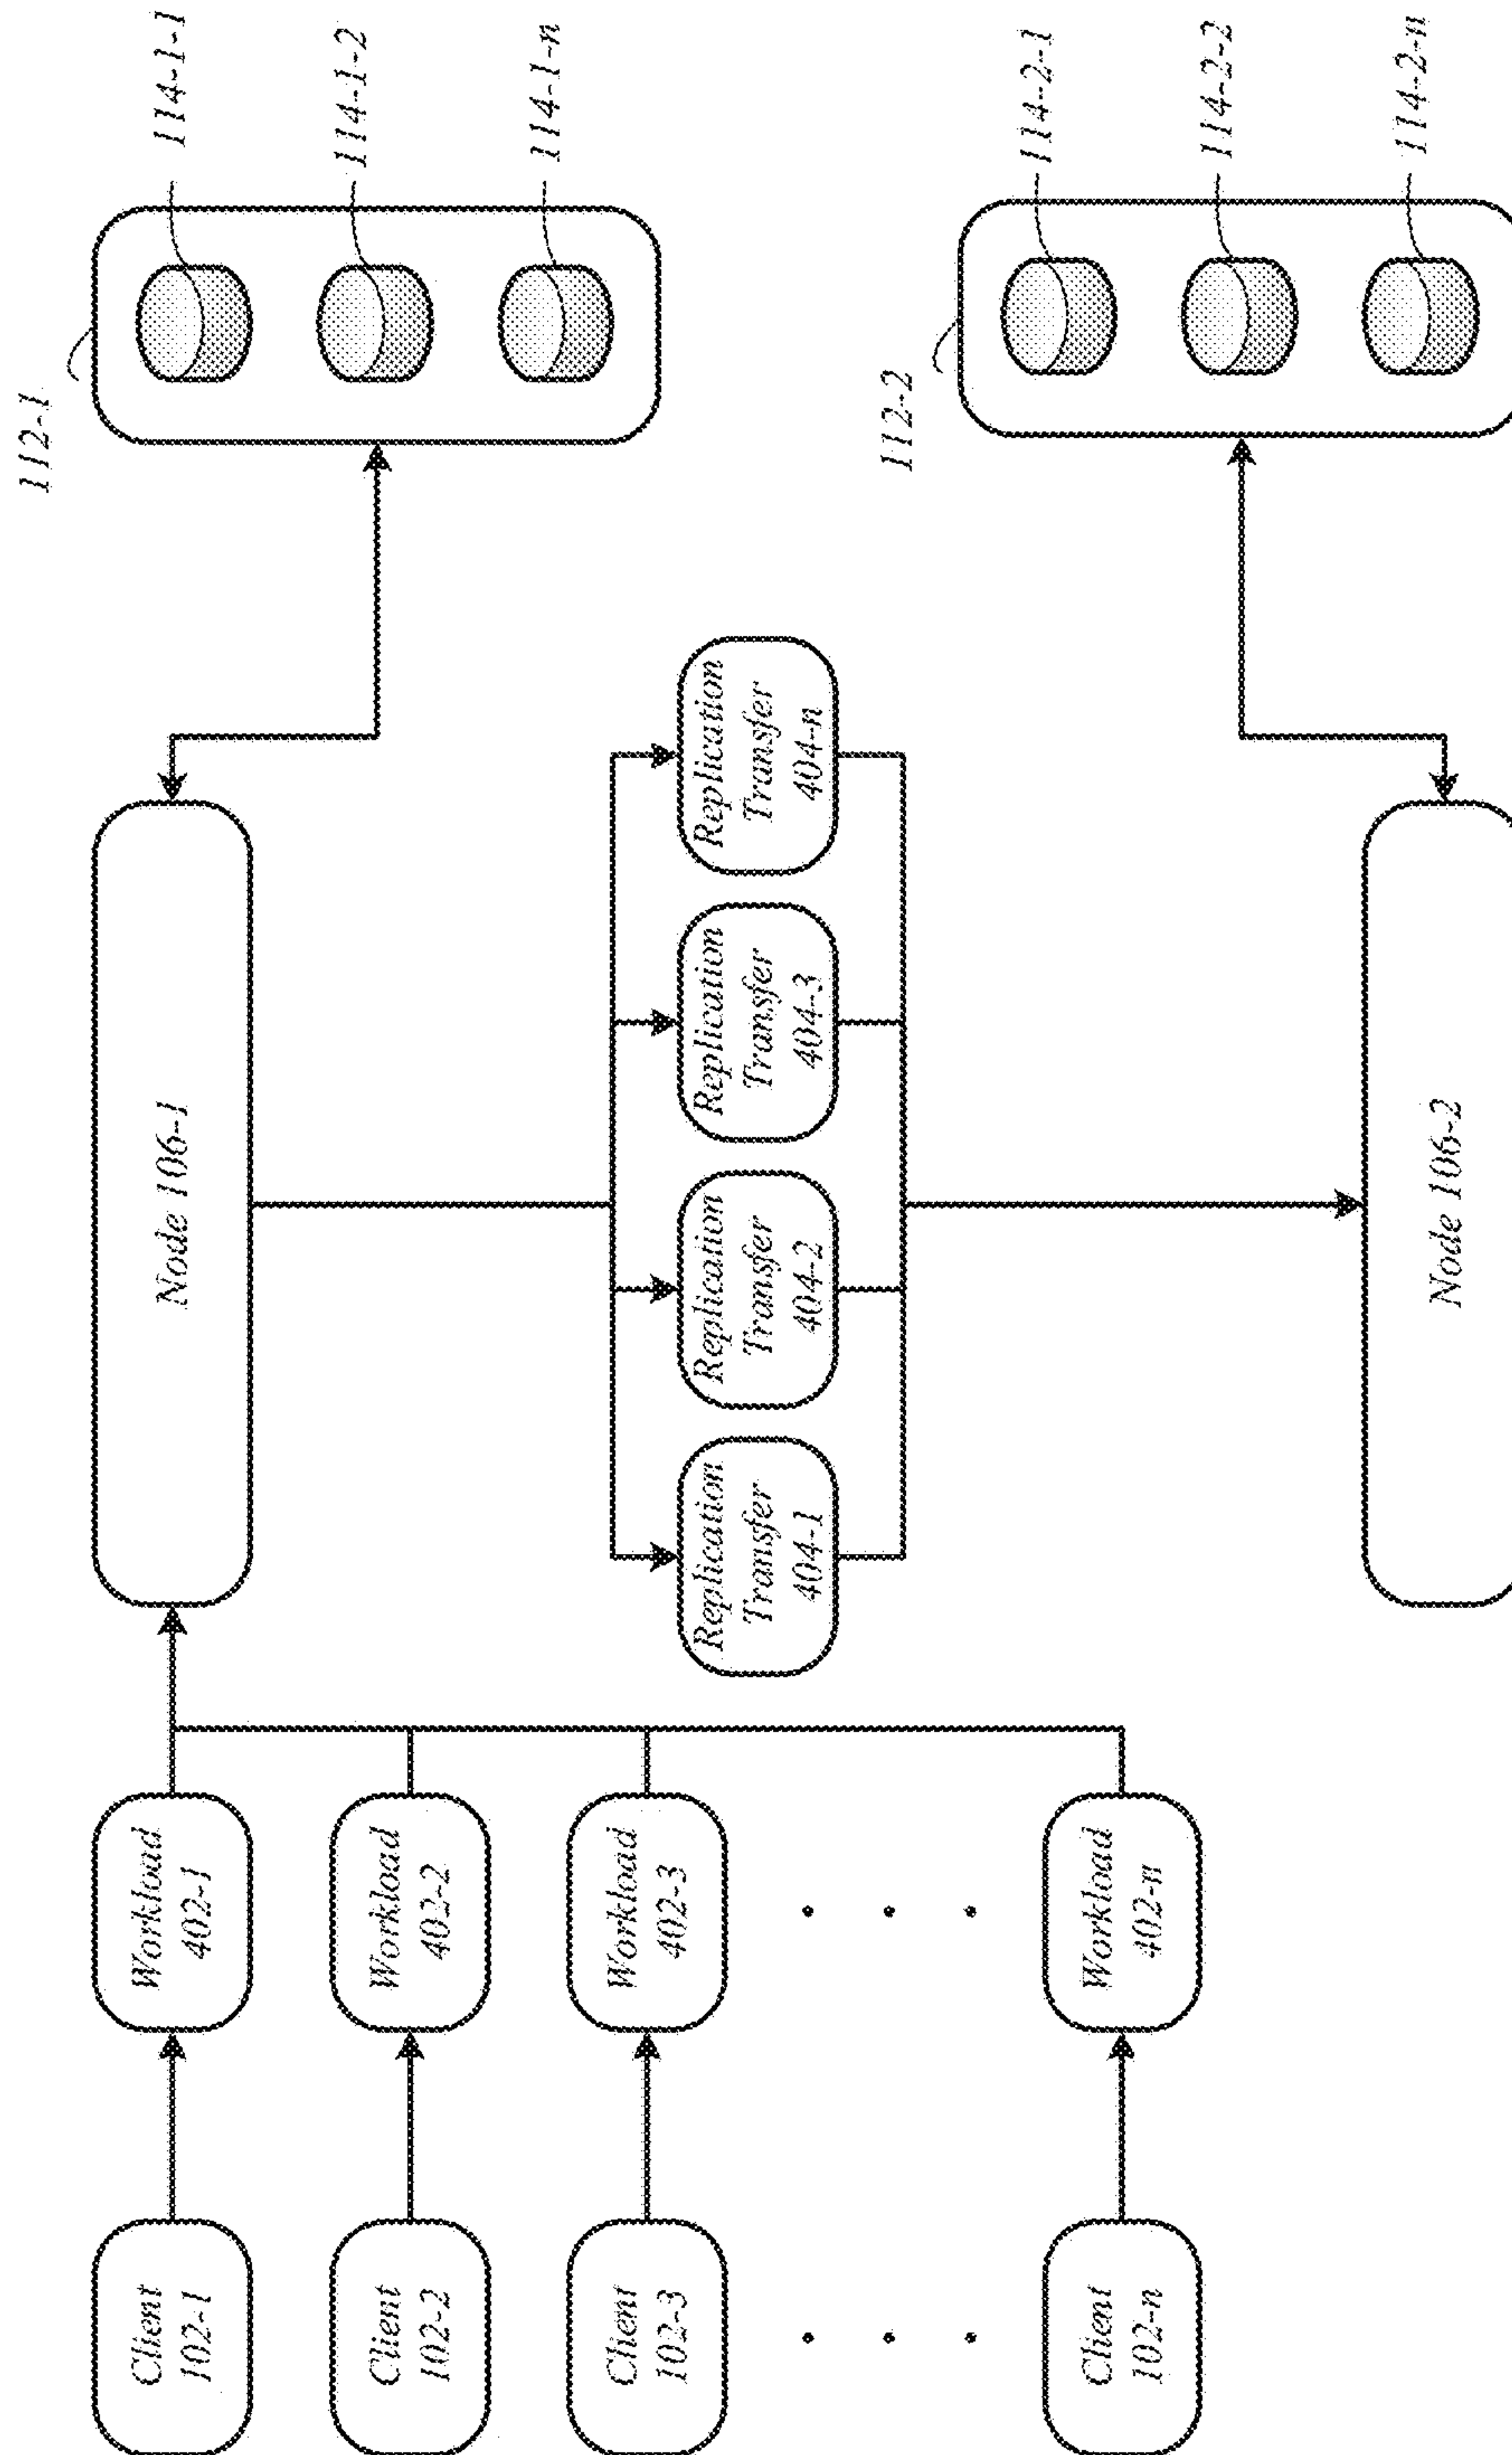 Client
102-1
Workload
402-1
Node 106-1
112-1
114-1-1
114-1-2
114-1-n
Client
102-2
Workload
402-2
Client
102-3
Workload
402-3
Replication
Transfer
404-1
Replication
Transfer
404-2
Replication
Transfer
404-3
Replication
Transfer
404-n
112-2
114-2-1
114-2-2
114-2-n
Client
102-n
Workload
402-n
Node 106-2